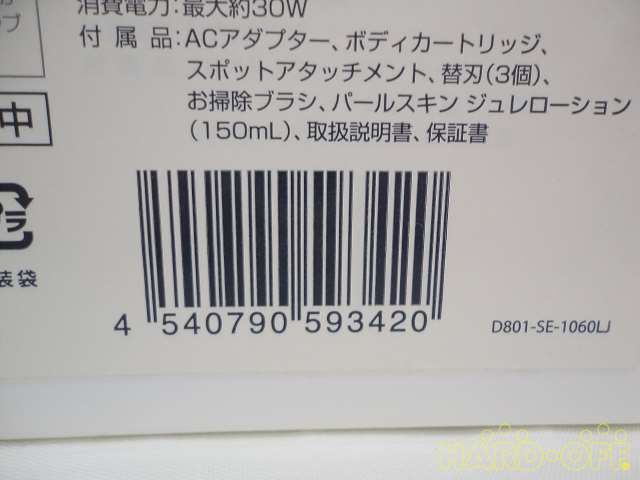 消費電力:最大約30W
付属品:ACアダプター、ボディカートリッジ、
スポットアタッチメント、替刃(3個)、
お掃除ブラシ、パールスキン ジュレローション
(150mL)、取扱説明書、保証書
中
プラ
装袋
4 540790 593420
D801-SE-1060LJ
HARD-OFF